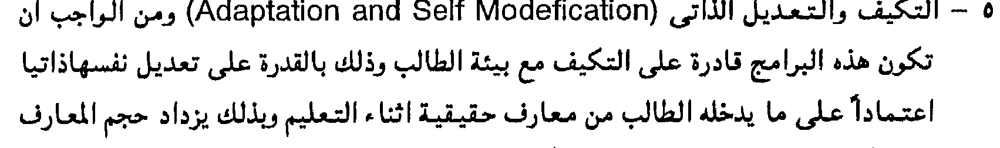 ٥ – التكيف والتعديل الذاتى (Adaptation and Self Modefication) ومن الواجب ان
تكون هذه البرامج قادرة على التكيف مع بيئة الطالب وذلك بالقدرة على تعديل نفسهاذاتيا
اعتماداً على ما يدخله الطالب من معارف حقيقية اثناء التعليم وبذلك يزداد حجم المعارف